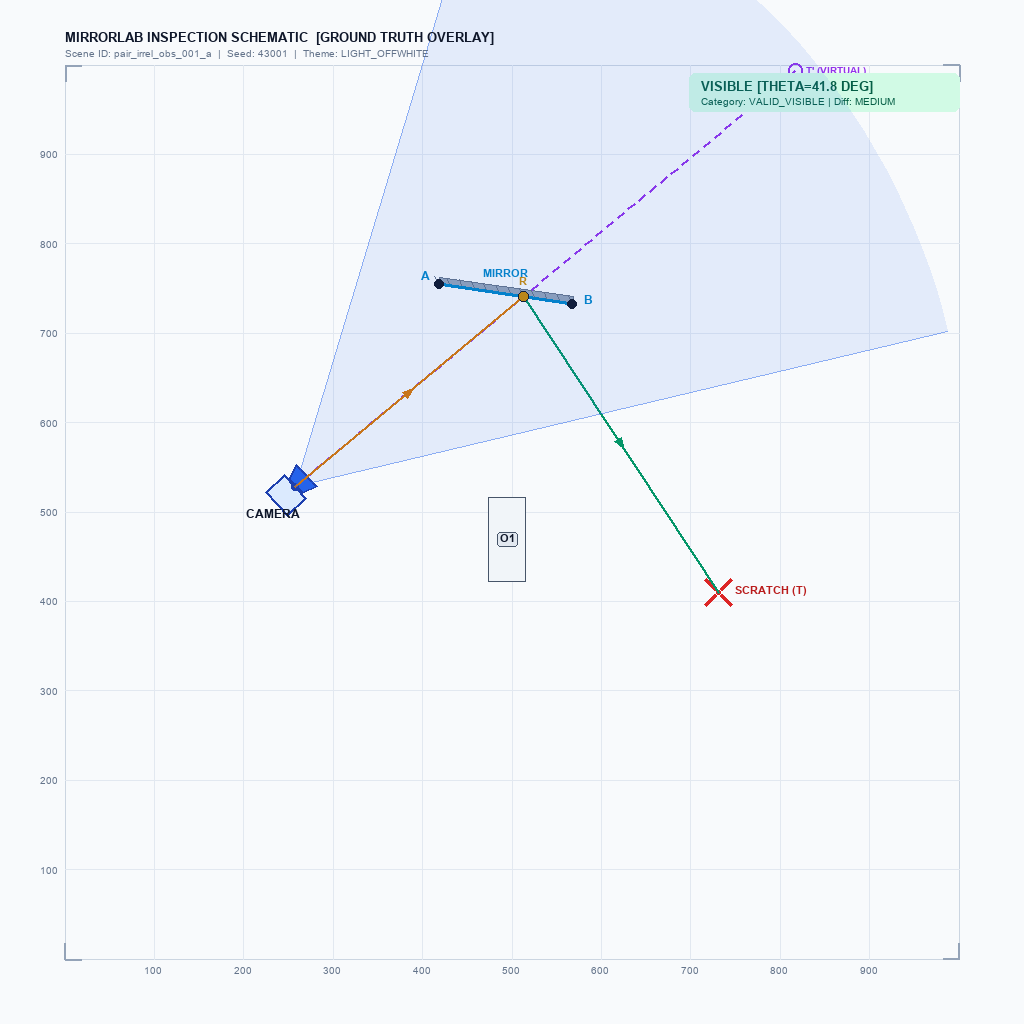 MIRRORLAB INSPECTION SCHEMATIC [GROUND TRUTH OVERLAY]
Scene ID: pair_irrel_obs_001_a | Seed: 43001 | Theme: LIGHT_OFFWHITE
T' (VIRTUAL)
VISIBLE [THETA=41.8 DEG]
Category: VALID_VISIBLE | Diff: MEDIUM
900
800
A
MIRROR
R
B
700
600
500
CAMERA
O1
400
SCRATCH (T)
300
200
100
100 200 300 400 500 600 700 800 900